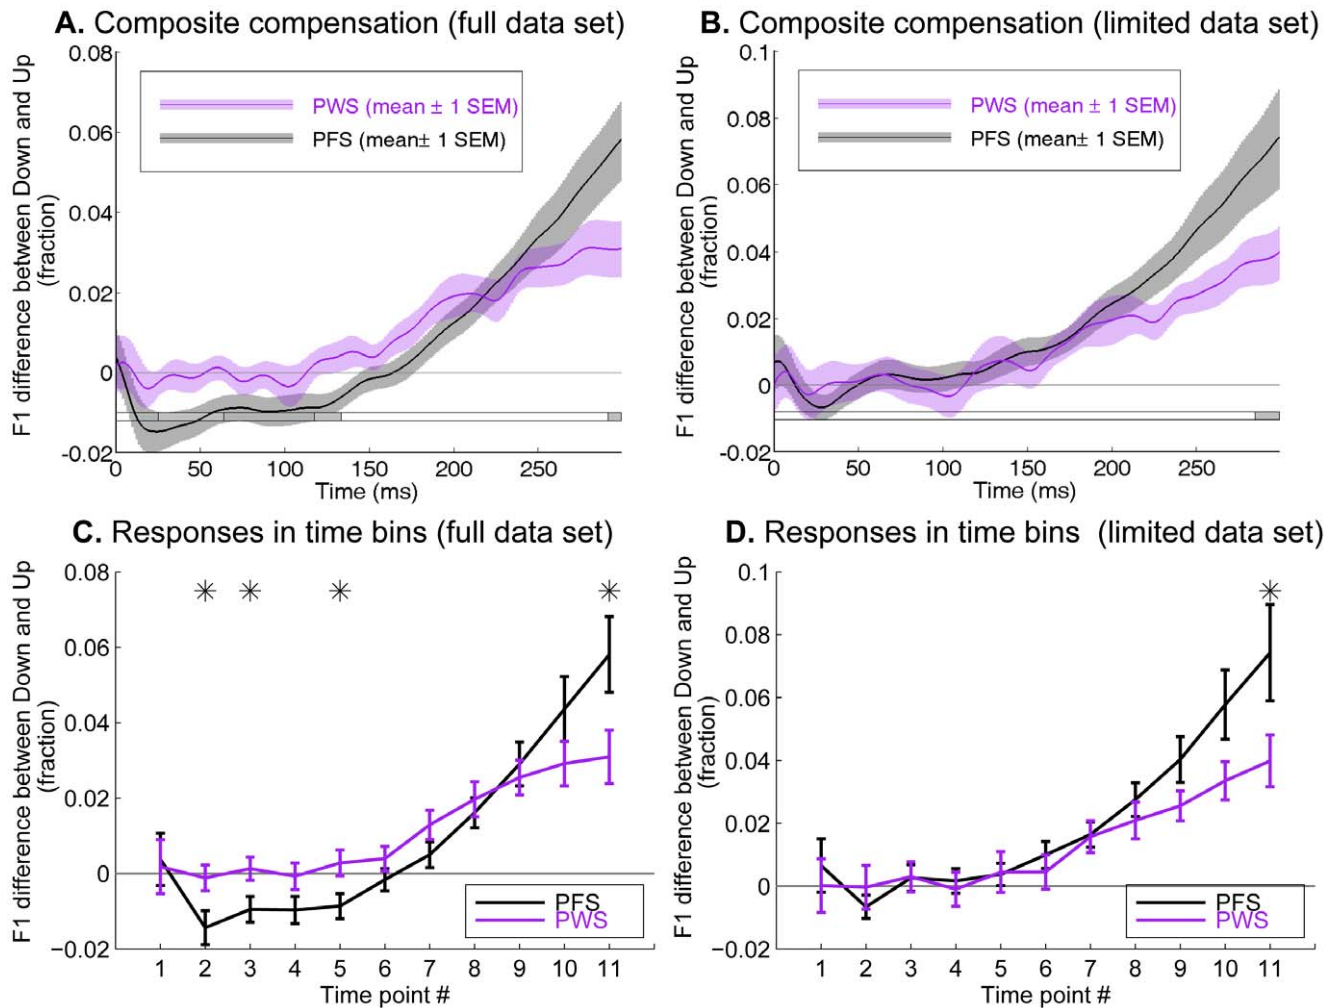 A. Composite compensation (full data set)
F1 difference between Down and Up
(fraction)
0.08
0.06
0.04
0.02
0
-0.02
PWS (mean ± 1 SEM)
PFS (mean± 1 SEM)
0 50 100 150 200 250
Time (ms)
B. Composite compensation (limited data set)
F1 difference between Down and Up
(fraction)
0.1
0.08
0.06
0.04
0.02
0
-0.02
PWS (mean ± 1 SEM)
PFS (mean± 1 SEM)
0 50 100 150 200 250
Time (ms)
C. Responses in time bins (full data set)
F1 difference between Down and Up
(fraction)
0.08
0.06
0.04
0.02
0
−0.02
PFS
PWS
1 2 3 4 5 6 7 8 9 10 11
Time point #
D. Responses in time bins (limited data set)
F1 difference between Down and Up
(fraction)
0.1
0.08
0.06
0.04
0.02
0
−0.02
PFS
PWS
1 2 3 4 5 6 7 8 9 10 11
Time point #